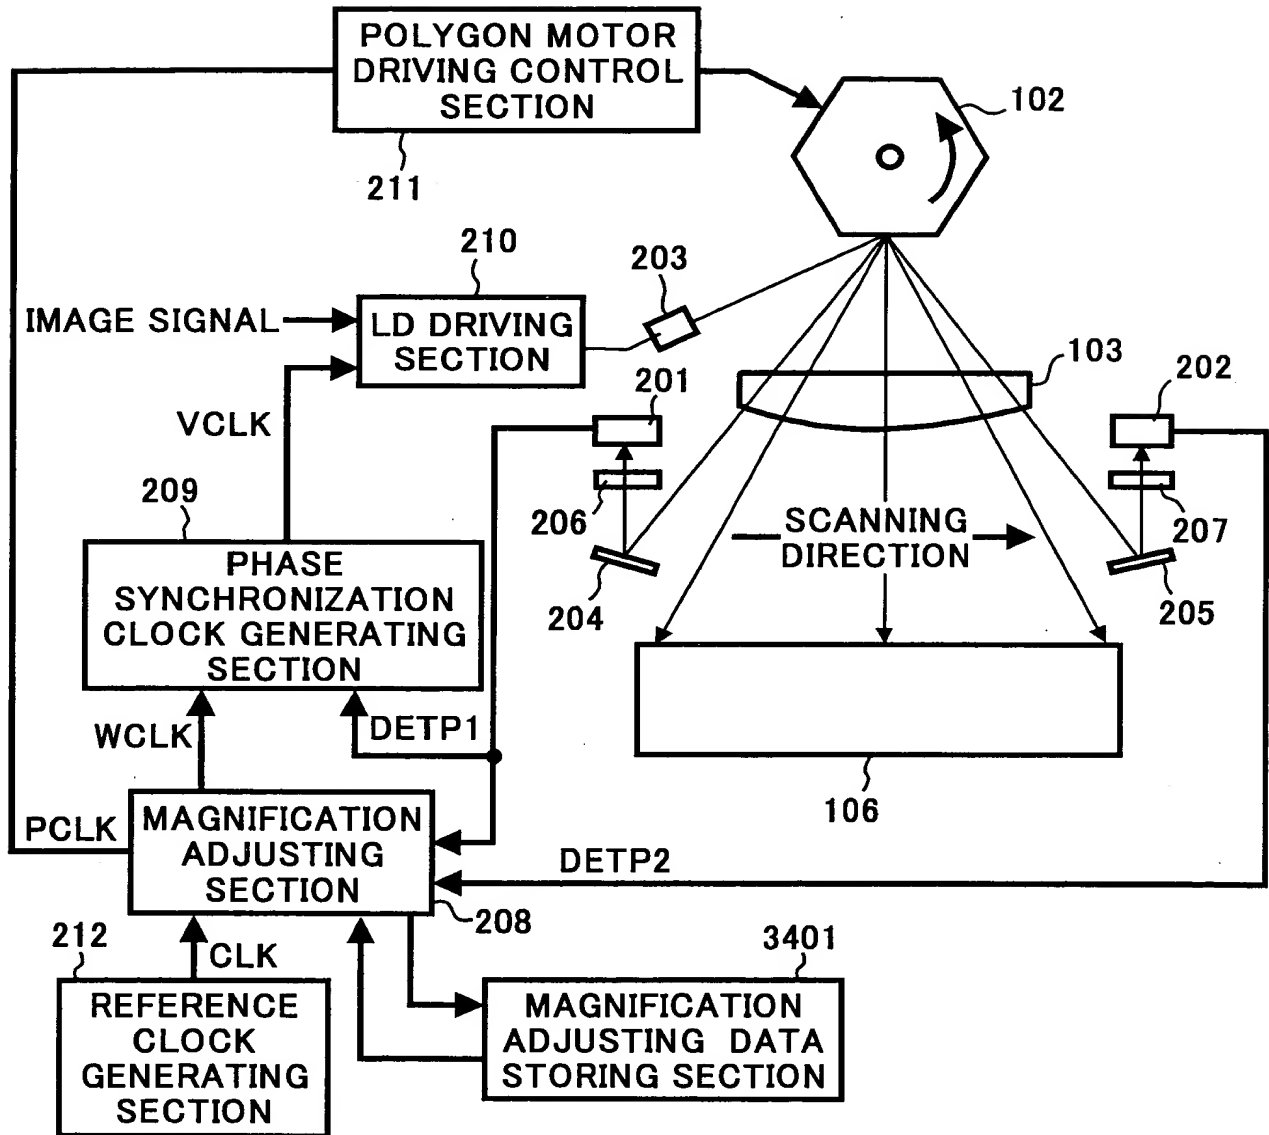 POLYGON MOTOR
DRIVING CONTROL
SECTION
211
102
210
203
IMAGE SIGNAL
LD DRIVING
SECTION
103
201
202
VCLK
209
206
207
SCANNING
DIRECTION
204
205
PHASE
SYNCHRONIZATION
CLOCK GENERATING
SECTION
WCLK
DETP1
106
PCLK
MAGNIFICATION
ADJUSTING
SECTION
DETP2
208
212
CLK
3401
REFERENCE
CLOCK
GENERATING
SECTION
MAGNIFICATION
ADJUSTING DATA
STORING SECTION